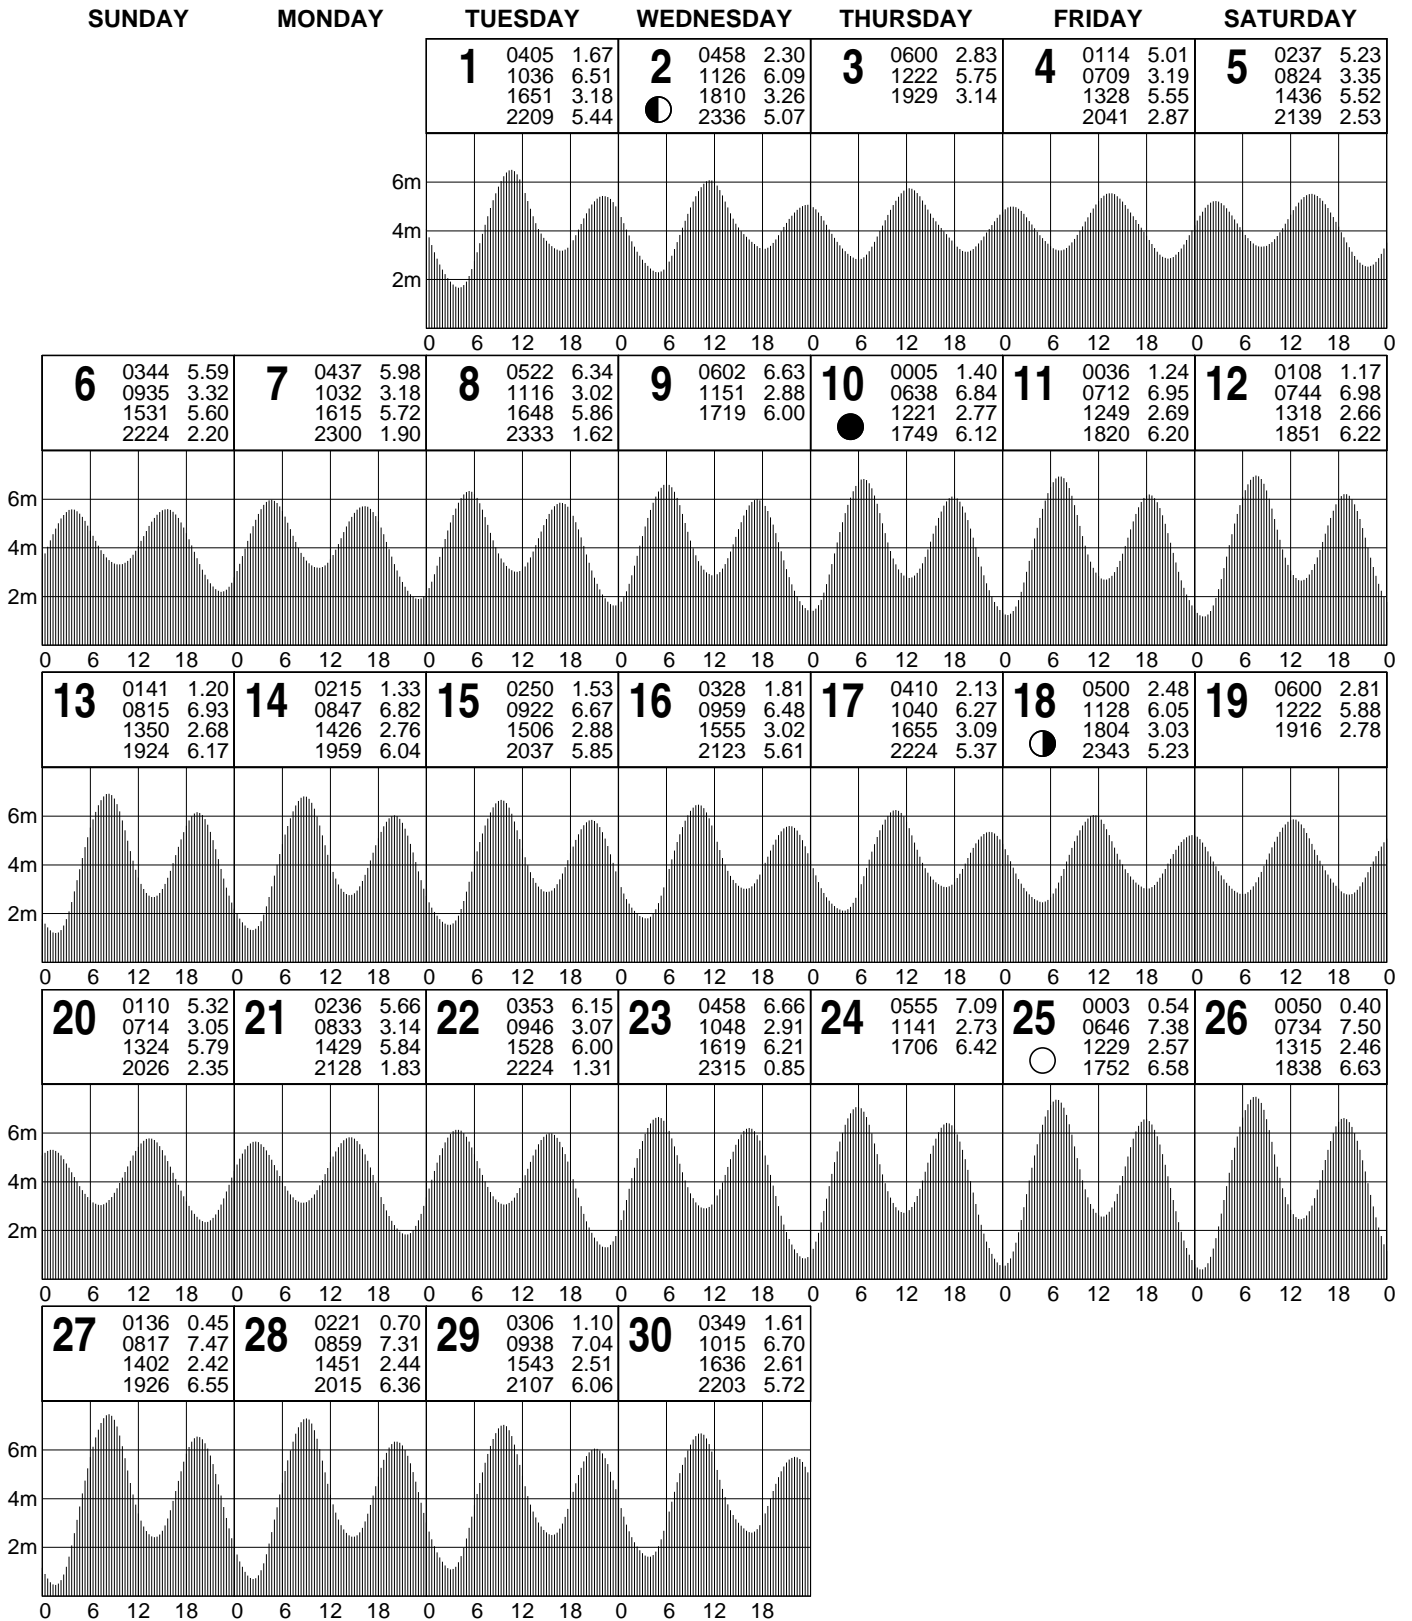 SUNDAY MONDAY TUESDAY WEDNESDAY THURSDAY FRIDAY SATURDAY
1 0405 1.67
1036 6.51
1651 3.18
2209 5.44
2 0458 2.30
1126 6.09
1810 3.26
2336 5.07
3 0600 2.83
1222 5.75
1929 3.14
4 0114 5.01
0709 3.19
1328 5.55
2041 2.87
5 0237 5.23
0824 3.35
1436 5.52
2139 2.53
6m
4m
2m
0 6 12 18 0 6 12 18 0 6 12 18 0 6 12 18 0 6 12 18 0
6 0344 5.59
0935 3.32
1531 5.60
2224 2.20
7 0437 5.98
1032 3.18
1615 5.72
2300 1.90
8 0522 6.34
1116 3.02
1648 5.86
2333 1.62
9 0602 6.63
1151 2.88
1719 6.00
10 0005 1.40
0638 6.84
1221 2.77
1749 6.12
11 0036 1.24
0712 6.95
1249 2.69
1820 6.20
12 0108 1.17
0744 6.98
1318 2.66
1851 6.22
6m
4m
2m
0 6 12 18 0 6 12 18 0 6 12 18 0 6 12 18 0 6 12 18 0 6 12 18 0 6 12 18 0
13 0141 1.20
0815 6.93
1350 2.68
1924 6.17
14 0215 1.33
0847 6.82
1426 2.76
1959 6.04
15 0250 1.53
0922 6.67
1506 2.88
2037 5.85
16 0328 1.81
0959 6.48
1555 3.02
2123 5.61
17 0410 2.13
1040 6.27
1655 3.09
2224 5.37
18 0500 2.48
1128 6.05
1804 3.03
2343 5.23
19 0600 2.81
1222 5.88
1916 2.78
6m
4m
2m
0 6 12 18 0 6 12 18 0 6 12 18 0 6 12 18 0 6 12 18 0 6 12 18 0 6 12 18 0
20 0110 5.32
0714 3.05
1324 5.79
2026 2.35
21 0236 5.66
0833 3.14
1429 5.84
2128 1.83
22 0353 6.15
0946 3.07
1528 6.00
2224 1.31
23 0458 6.66
1048 2.91
1619 6.21
2315 0.85
24 0555 7.09
1141 2.73
1706 6.42
25 0003 0.54
0646 7.38
1229 2.57
1752 6.58
26 0050 0.40
0734 7.50
1315 2.46
1838 6.63
6m
4m
2m
0 6 12 18 0 6 12 18 0 6 12 18 0 6 12 18 0 6 12 18 0 6 12 18 0 6 12 18 0
27 0136 0.45
0817 7.47
1402 2.42
1926 6.55
28 0221 0.70
0859 7.31
1451 2.44
2015 6.36
29 0306 1.10
0938 7.04
1543 2.51
2107 6.06
30 0349 1.61
1015 6.70
1636 2.61
2203 5.72
6m
4m
2m
0 6 12 18 0 6 12 18 0 6 12 18 0 6 12 18